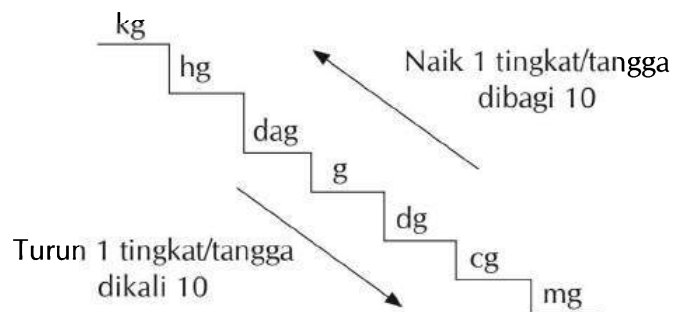 kg
hg
Naik 1 tingkat/tangga
dibagi 10
dag
g
dg
Turun 1 tingkat/tangga
dikali 10
cg
mg